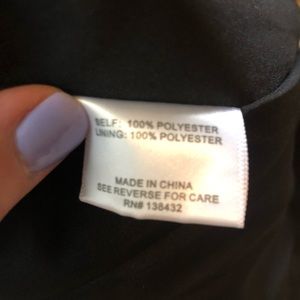 SELF: 100% POLYESTER
LINING: 100% POLYESTER
MADE IN CHINA
SEE REVERSE FOR CARE
RN# 138432